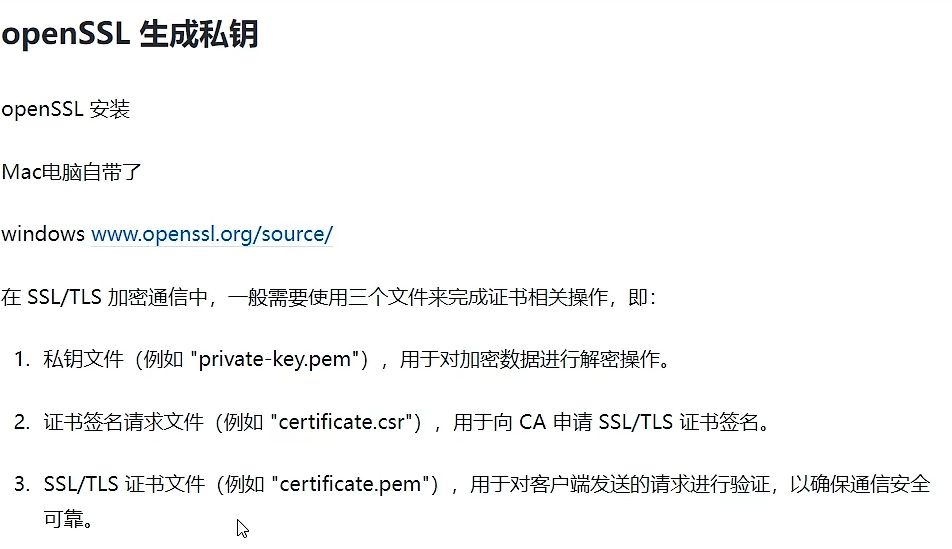 openSSL 生成私钥
openSSL 安装
Mac电脑自带了
windows www.openssl.org/source/
在 SSL/TLS 加密通信中，一般需要使用三个文件来完成证书相关操作，即：
1. 私钥文件（例如 "private-key.pem"），用于对加密数据进行解密操作。
2. 证书签名请求文件（例如 "certificate.csr"），用于向 CA 申请 SSL/TLS 证书签名。
3. SSL/TLS 证书文件（例如 "certificate.pem"），用于对客户端发送的请求进行验证，以确保通信安全
可靠。